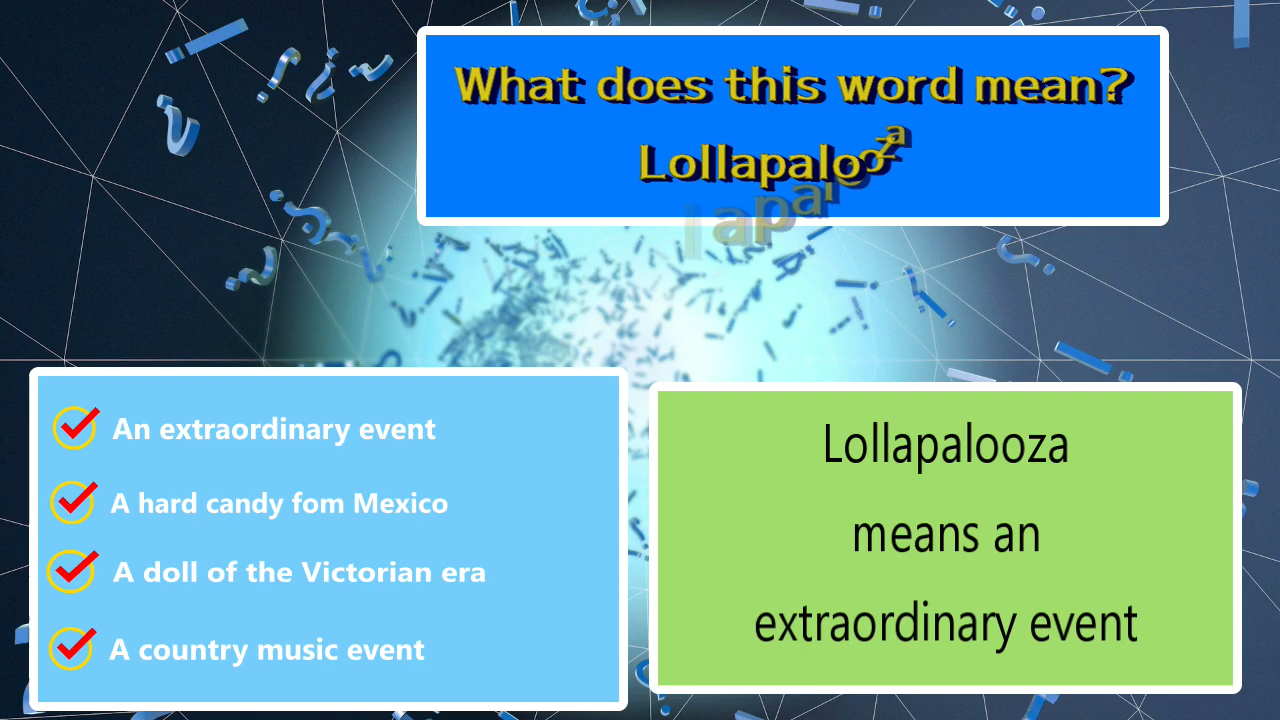 What does this word mean?
Lollapalooza
An extraordinary event
A hard candy fom Mexico
A doll of the Victorian era
A country music event
Lollapalooza
means an
extraordinary event